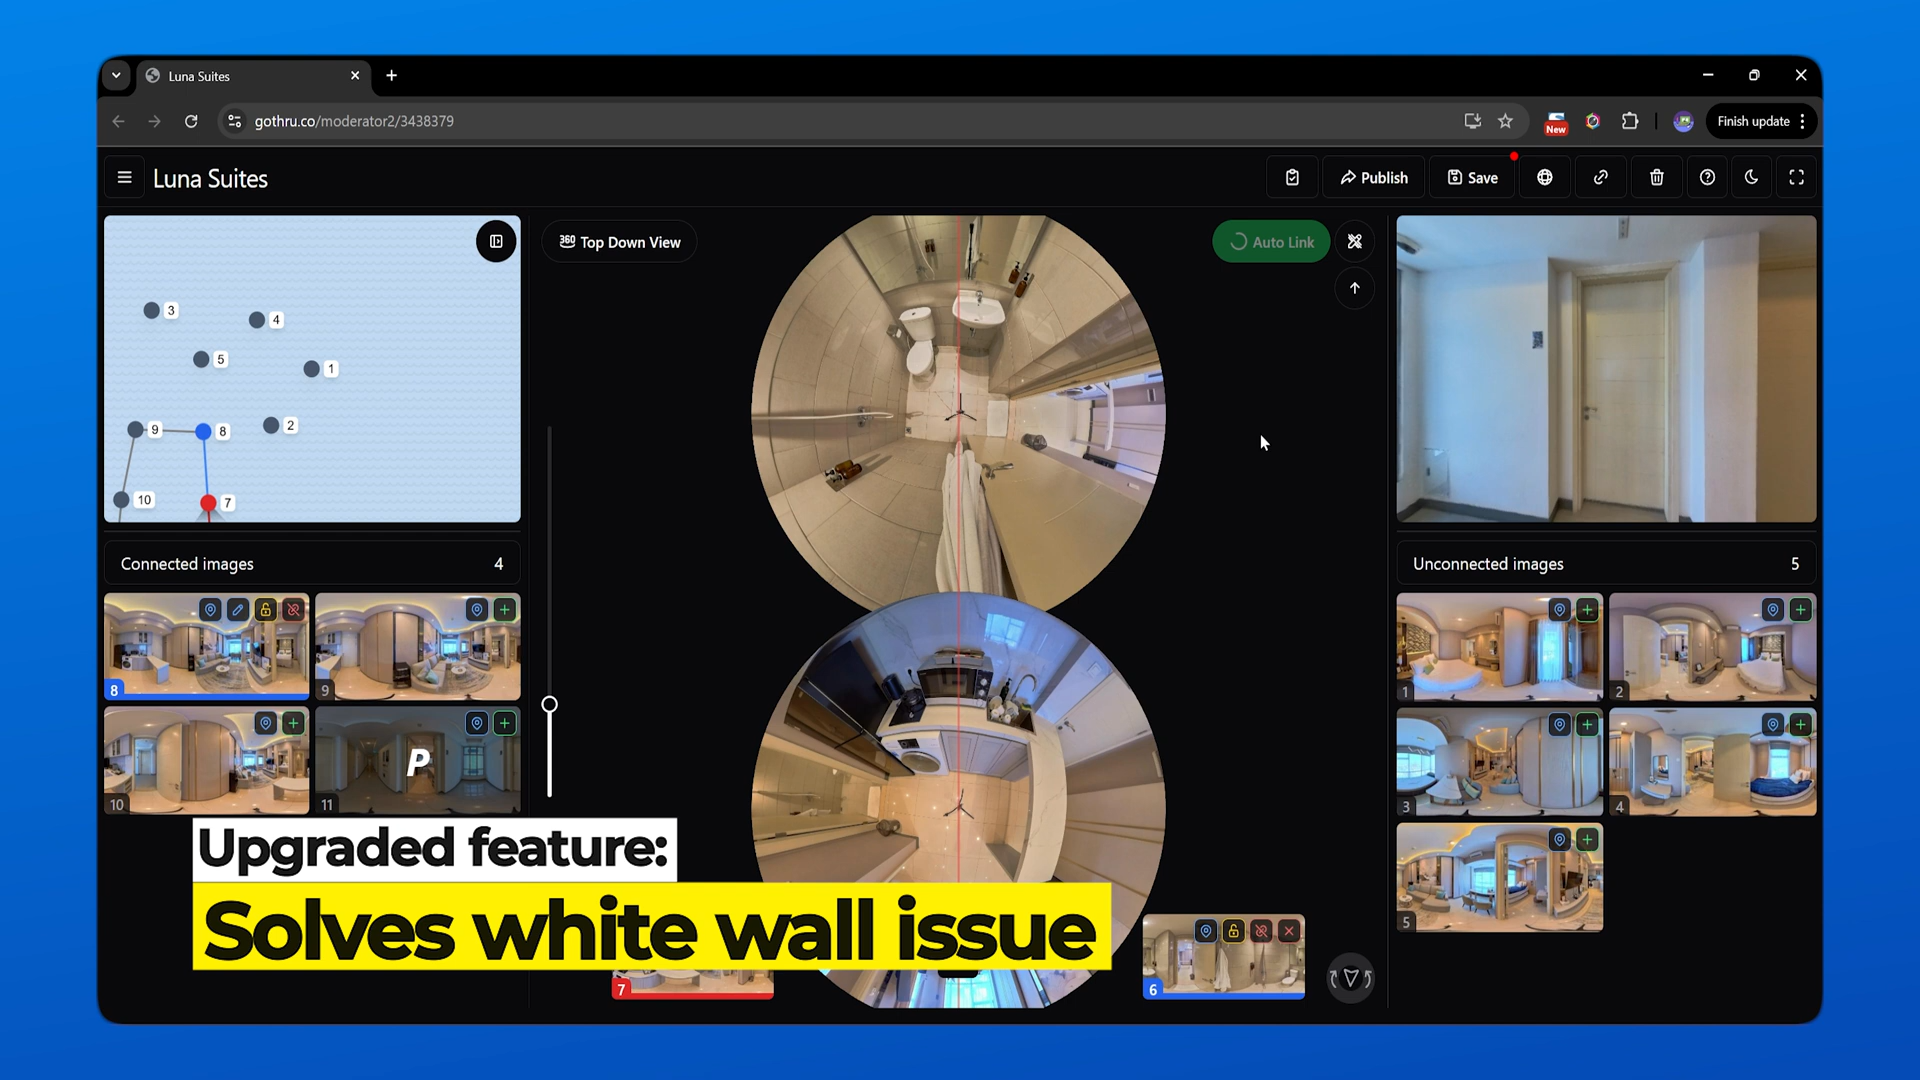 Luna Suites
gothru.co/moderator2/3438379
New
Finish update
Luna Suites
Publish
Save
3
4
5
1
9
8
2
10
7
360 Top Down View
Auto Link
Connected images 4
8
9
10
11
P
Unconnected images 5
1
2
3
4
5
Upgraded feature:
Solves white wall issue
7
6